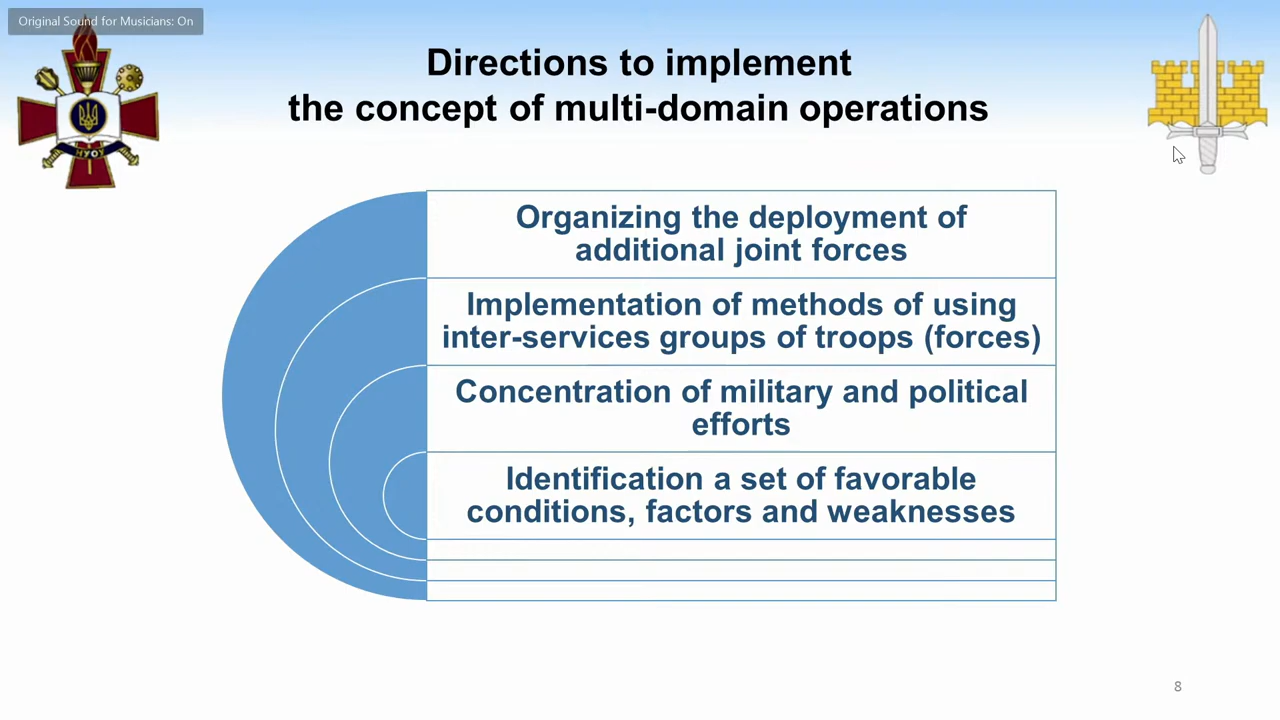 Original Sound for Musicians: On
Directions to implement
the concept of multi-domain operations
НУОУ
Organizing the deployment of
additional joint forces
Implementation of methods of using
inter-services groups of troops (forces)
Concentration of military and political
efforts
Identification a set of favorable
conditions, factors and weaknesses
8